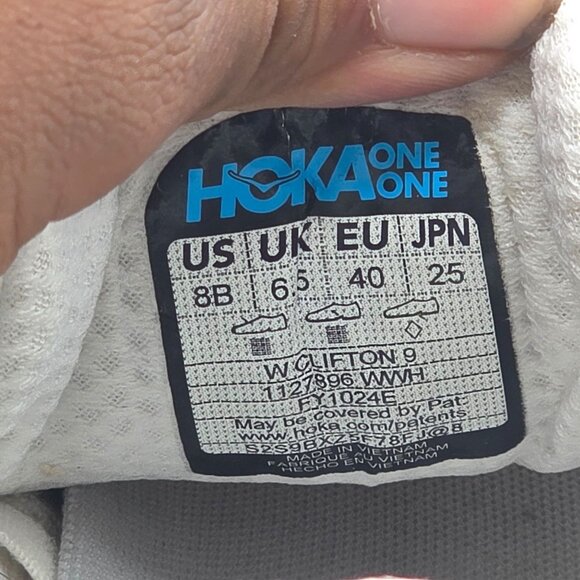 HOKA ONE ONE
US UK EU JPN
8B 6.5 40 25
W CLIFTON 9
1127896 WWH
FY1024E
May be covered by Pat.
www.hoka.com/patents
MADE IN VIETNAM
FABRIQUE AU VIETNAM
HECHO EN VIETNAM